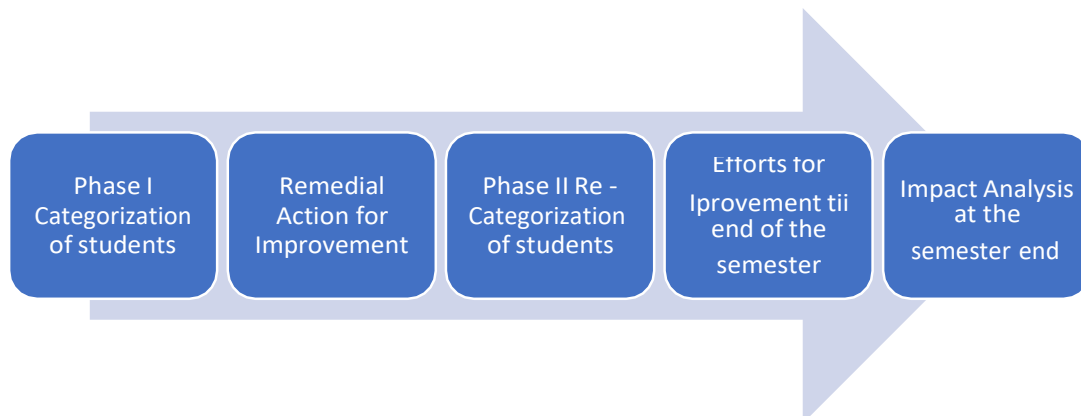 Phase I
Categorization
of students
Remedial
Action for
Improvement
Phase II Re -
Categorization
of students
Efforts for
Iprovement tii
end of the
semester
Impact Analysis
at the
semester end